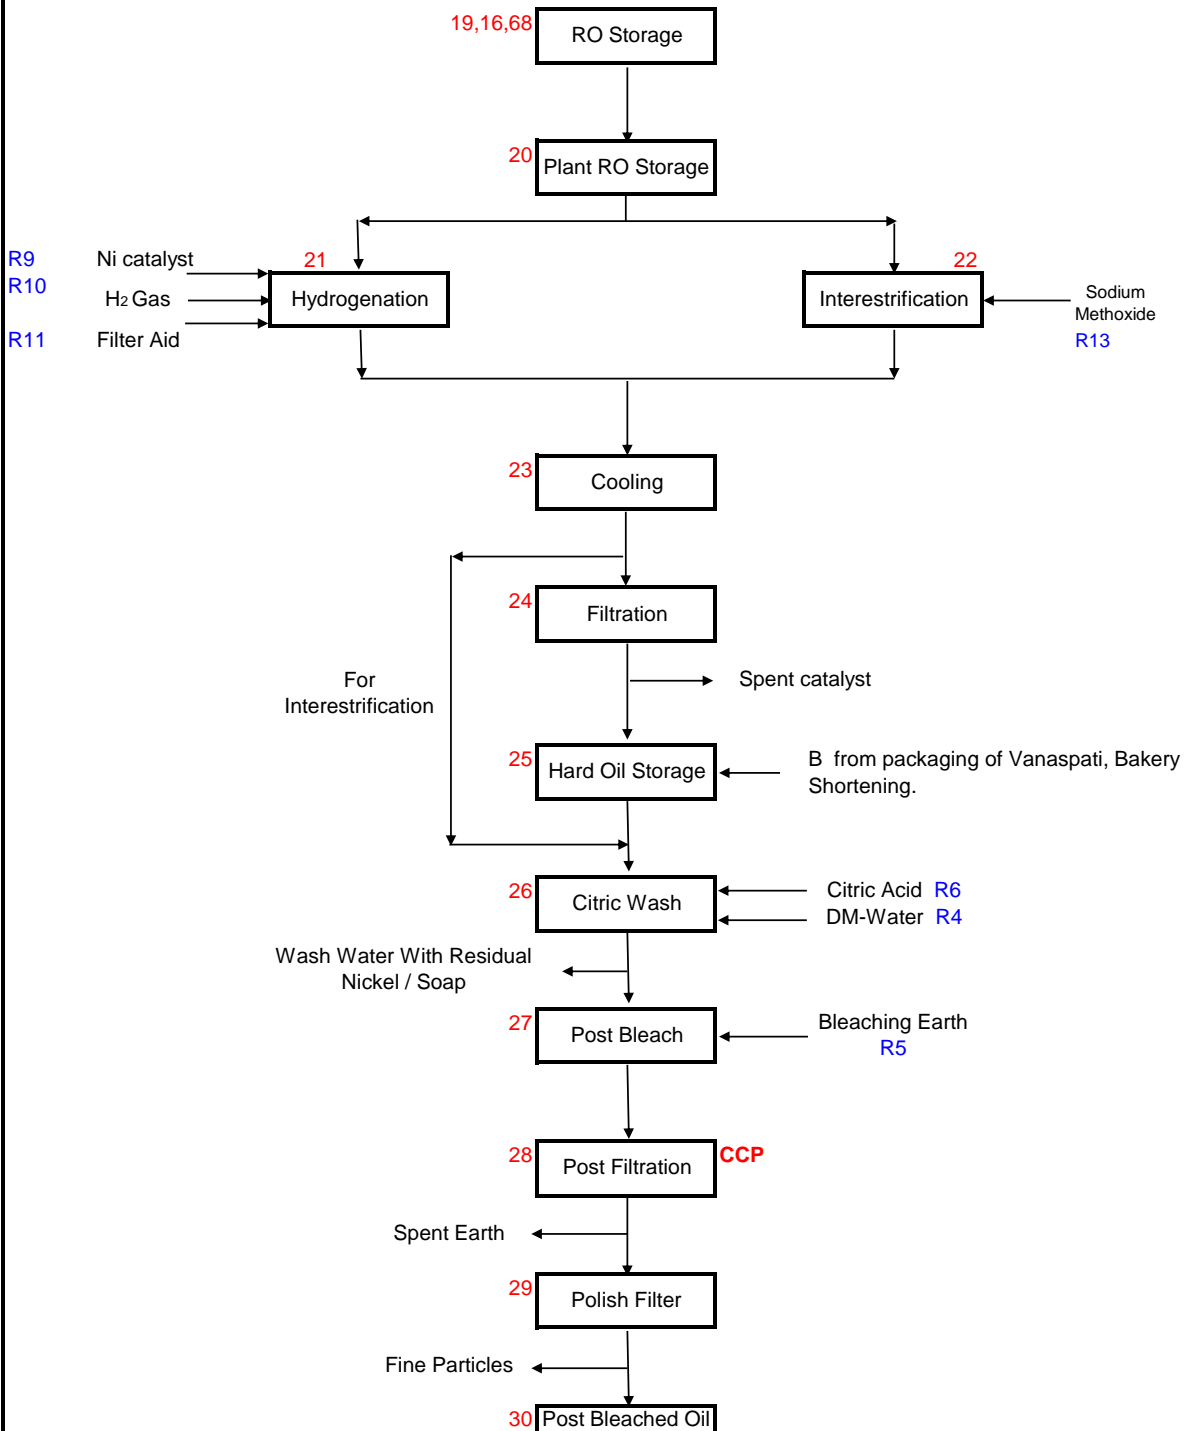 19,16,68
RO Storage
20
Plant RO Storage
R9
Ni catalyst
21
22
R10
H2 Gas
Hydrogenation
Interestrification
Sodium
Methoxide
R11
Filter Aid
R13
23
Cooling
24
Filtration
For
Interestrification
Spent catalyst
25
Hard Oil Storage
B from packaging of Vanaspati, Bakery
Shortening.
26
Citric Wash
Citric Acid R6
DM-Water R4
Wash Water With Residual
Nickel / Soap
27
Post Bleach
Bleaching Earth
R5
28
Post Filtration
CCP
Spent Earth
29
Polish Filter
Fine Particles
30
Post Bleached Oil